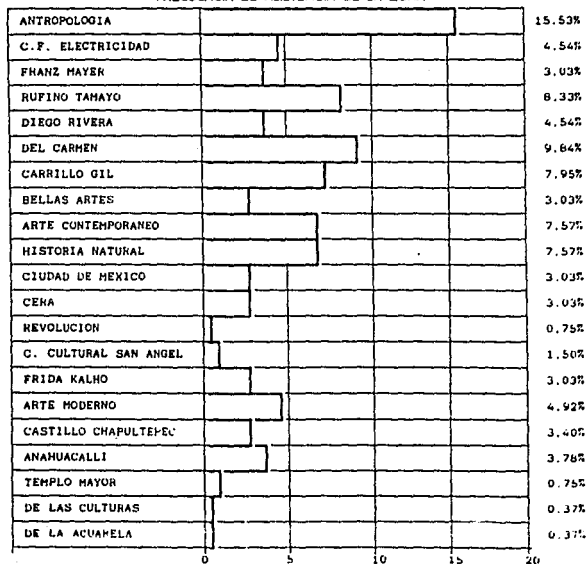 ANTROPOLOGIA 15.53%
C.F. ELECTRICIDAD 4.54%
FHANZ MAYER 3.03%
RUFINO TAMAYO 8.33%
DIEGO RIVERA 4.54%
DEL CARMEN 9.84%
CARRILLO GIL 7.95%
BELLAS ARTES 3.03%
ARTE CONTEMPORANEO 7.57%
HISTORIA NATURAL 7.57%
CIUDAD DE MEXICO 3.03%
CERA 3.03%
REVOLUCION 0.75%
C. CULTURAL SAN ANGEL 1.50%
FRIDA KALHO 3.03%
ARTE MODERNO 4.92%
CASTILLO CHAPULTEPEC 3.40%
ANAHUACALLI 3.78%
TEMPLO MAYOR 0.75%
DE LAS CULTURAS 0.37%
DE LA ACUARELA 0.37%
0 5 10 15 20